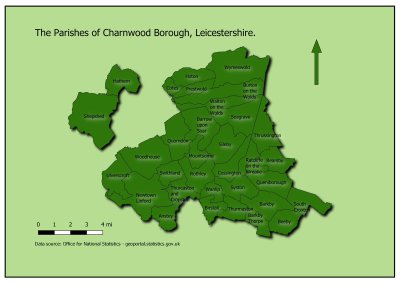 The Parishes of Charnwood Borough, Leicestershire.
Wymeswold
Hathern
Hoton
Cotes
Prestwold
Burton
on the
Wolds
Walton
on the
Wolds
Shepshed
Barrow
upon
Soar
Seagrave
Thrussington
Quorndon
Sileby
Woodhouse
Mountsorrel
Ratcliffe
on the
Wreake
Rearsby
Ulverscroft
Swithland
Rothley
Cossington
Queniborough
Newtown
Linford
Thurcaston
and
Cropston
Wanlip
Syston
Anstey
Birstall
Thurmaston
Barkby
South
Croxton
Barkby
Thorpe
Beeby
0 1 2 3 4 mi
Data source: Office for National Statistics - geoportal.statistics.gov.uk